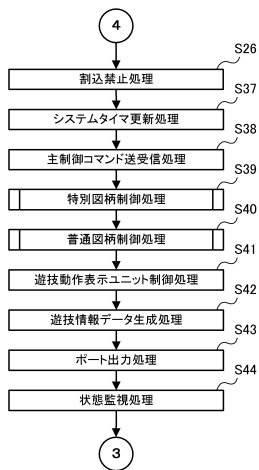 4
S26
割込禁止処理
S37
システムタイマ更新処理
S38
主制御コマンド送受信処理
S39
特別図柄制御処理
S40
普通図柄制御処理
S41
遊技動作表示ユニット制御処理
S42
遊技情報データ生成処理
S43
ポート出力処理
S44
状態監視処理
3